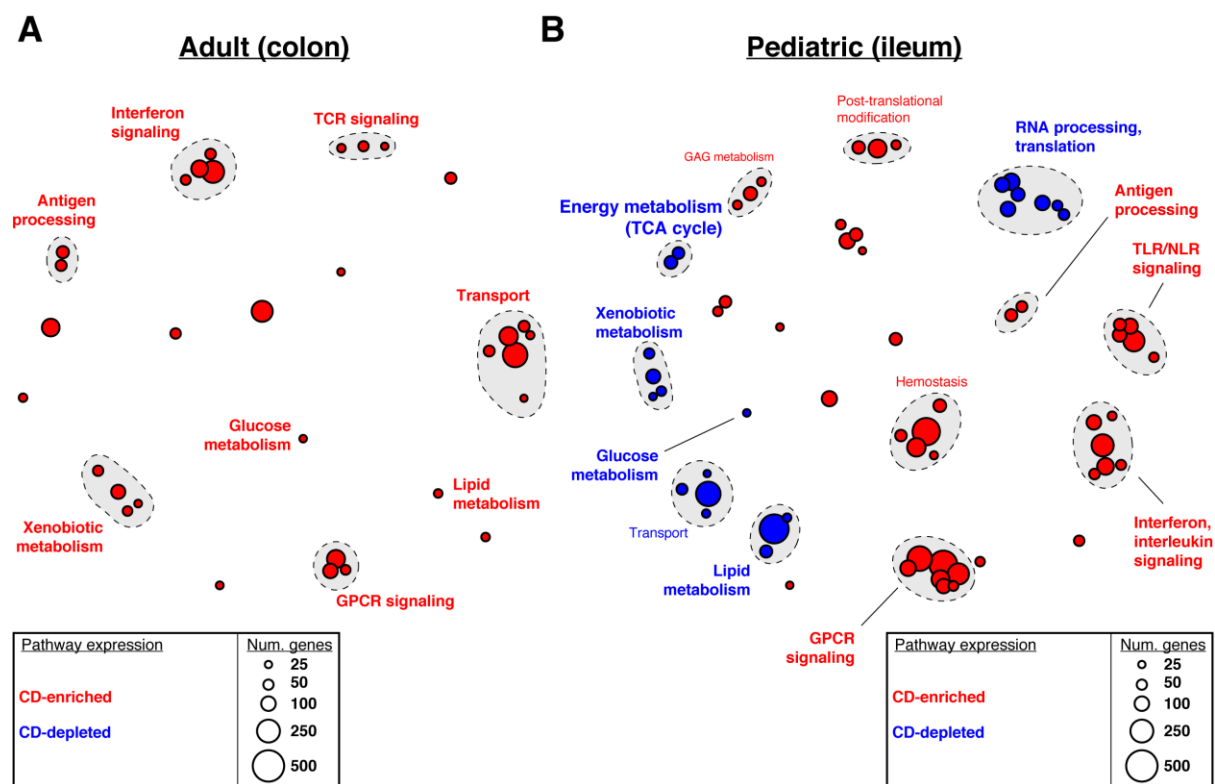 A
Adult (colon)
Interferon
signaling
TCR signaling
Antigen
processing
Transport
Glucose
metabolism
Lipid
metabolism
Xenobiotic
metabolism
GPCR signaling
Pathway expression
Num. genes
CD-enriched
CD-depleted
25
50
100
250
500
B
Pediatric (ileum)
Post-translational
modification
RNA processing,
translation
GAG metabolism
Energy metabolism
(TCA cycle)
Antigen
processing
TLR/NLR
signaling
Xenobiotic
metabolism
Hemostasis
Glucose
metabolism
Transport
Lipid
metabolism
Interferon,
interleukin
signaling
GPCR
signaling
Pathway expression
Num. genes
CD-enriched
CD-depleted
25
50
100
250
500